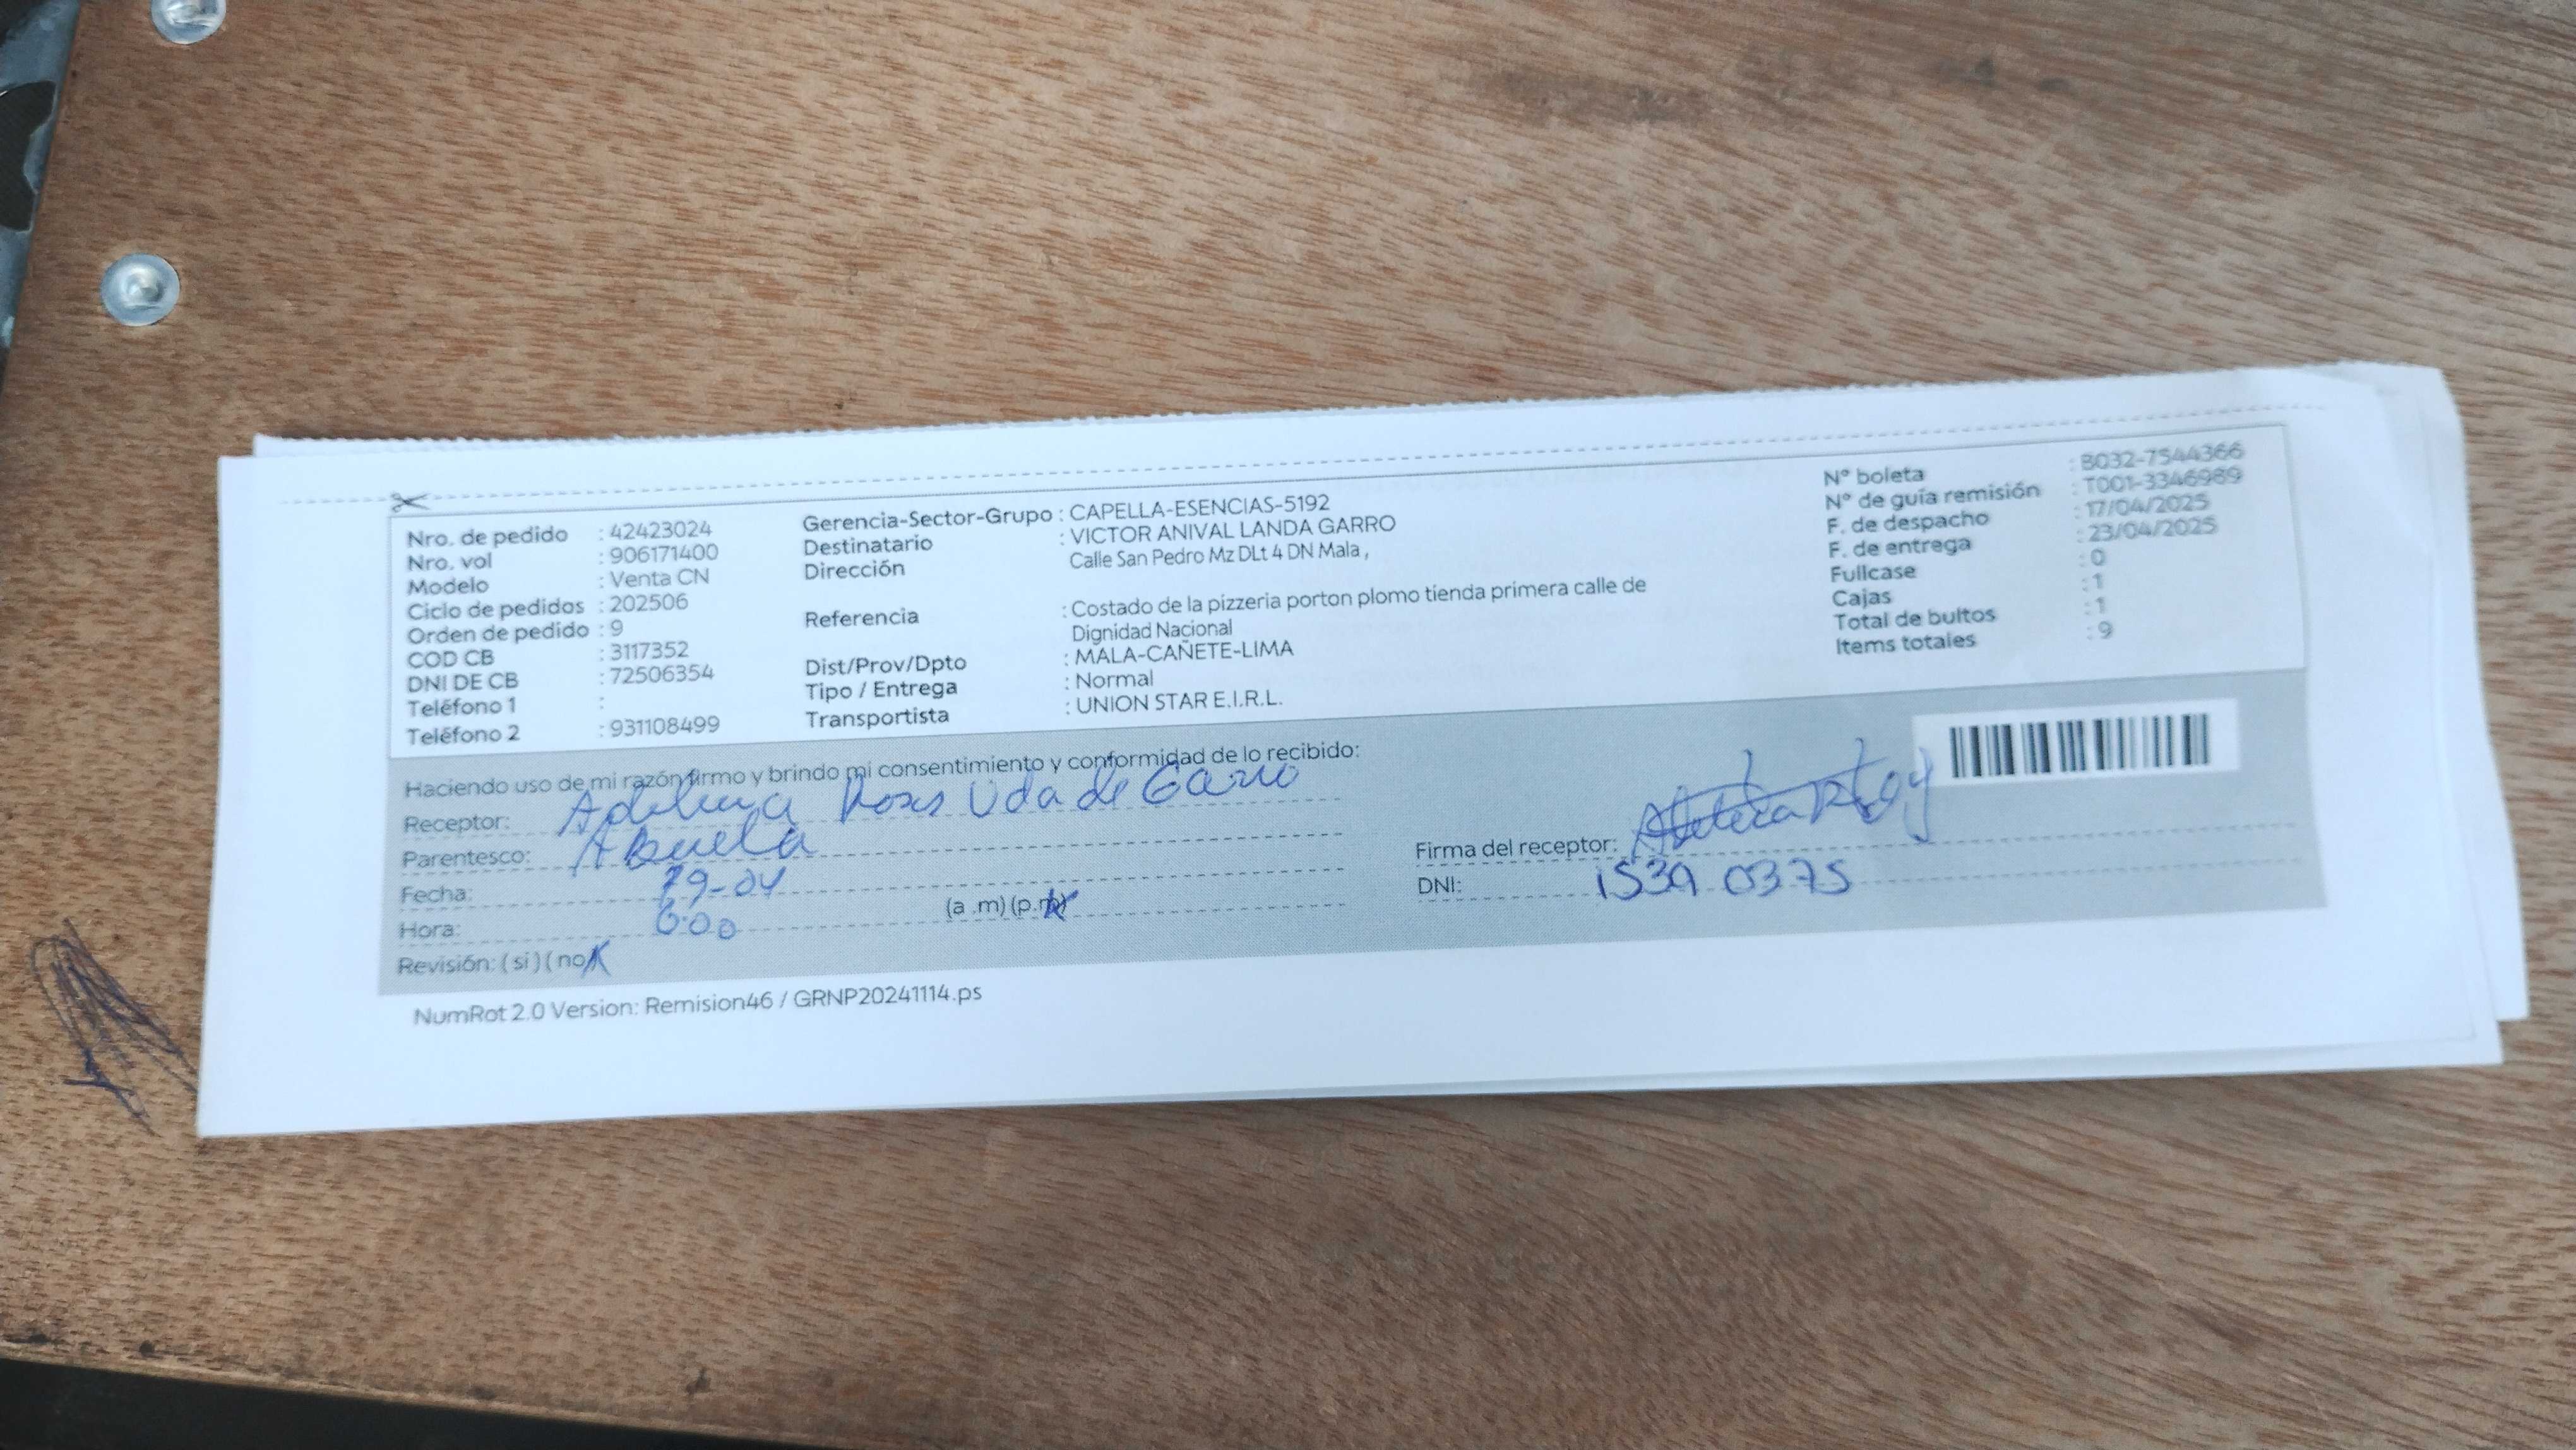 Nro. de pedido : 42423024
Nro. vol : 906171400
Modelo : Venta CN
Ciclo de pedidos : 202506
Orden de pedido : 9
COD CB : 3117352
DNI DE CB : 72506354
Teléfono 1 :
Teléfono 2 : 931108499
Gerencia-Sector-Grupo : CAPELLA-ESENCIAS-5192
Destinatario : VICTOR ANIVAL LANDA GARRO
Dirección Calle San Pedro Mz DLt 4 DN Mala ,
Referencia : Costado de la pizzeria porton plomo tienda primera calle de
Dignidad Nacional
Dist/Prov/Dpto : MALA-CAÑETE-LIMA
Tipo / Entrega : Normal
Transportista : UNION STAR E.I.R.L.
N° boleta : B032-7544366
N° de guía remisión : T001-3346989
F. de despacho : 17/04/2025
F. de entrega : 23/04/2025
Fullcase : 0
Cajas : 1
Total de bultos : 1
Items totales : 9
Haciendo uso de mi razón firmo y brindo mi consentimiento y conformidad de lo recibido:
Receptor: Adelina Vda de Garro
Parentesco: Abuela
Fecha: 29-04
Hora: 6:00 (a .m) (p.m)
Revisión: ( si ) ( no )
Firma del receptor:
DNI: 1539 0375
NumRot 2.0 Version: Remision46 / GRNP20241114.ps